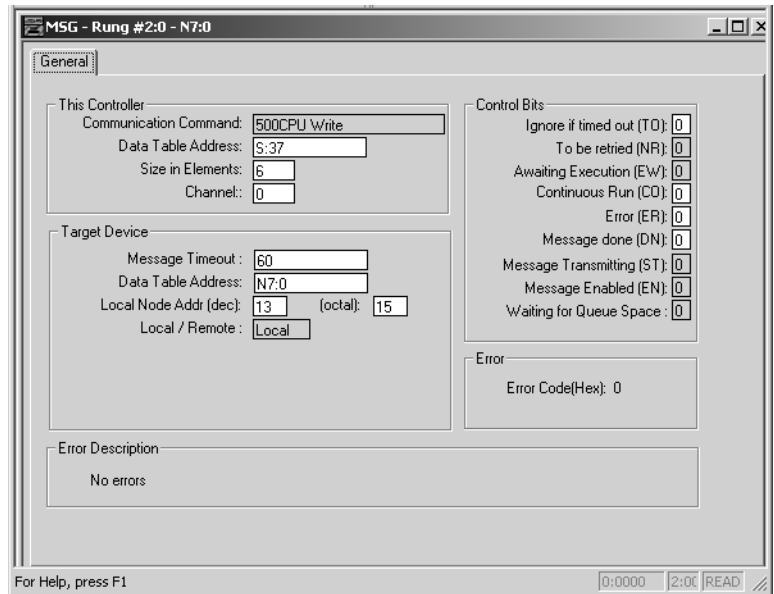 MSG - Rung #2:0 - N7:0
General
This Controller
Communication Command: 500CPU Write
Data Table Address: S:37
Size in Elements: 6
Channel:: 0
Target Device
Message Timeout : 60
Data Table Address: N7:0
Local Node Addr (dec): 13 (octal): 15
Local / Remote : Local
Control Bits
Ignore if timed out (TO): 0
To be retried (NR): 0
Awaiting Execution (EW): 0
Continuous Run (CO): 0
Error (ER): 0
Message done (DN): 0
Message Transmitting (ST): 0
Message Enabled (EN): 0
Waiting for Queue Space : 0
Error
Error Code(Hex): 0
Error Description
No errors
For Help, press F1 0:0000 2:0 READ